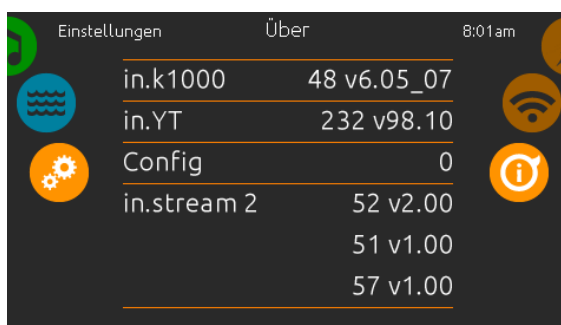 Einstellungen Über 8:01am
in.k1000 48 v6.05_07
in.YT 232 v98.10
Config 0
in.stream 2 52 v2.00
51 v1.00
57 v1.00